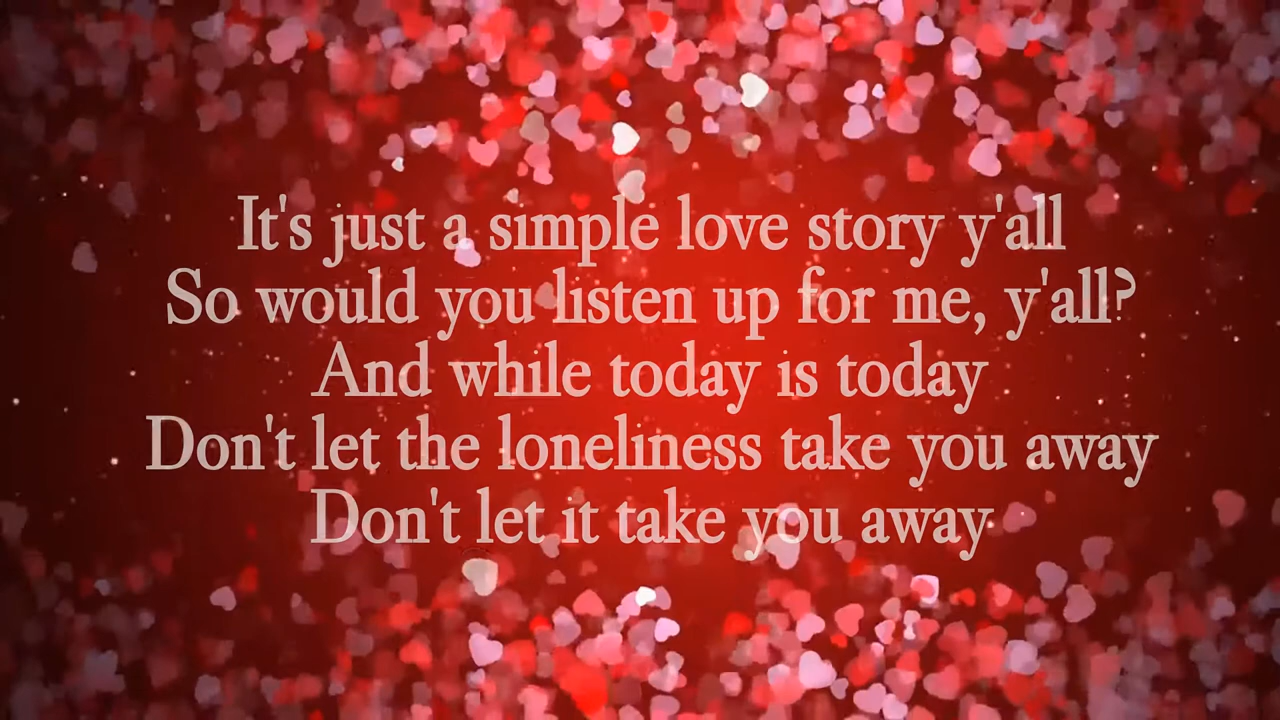 It's just a simple love story y'all
So would you listen up for me, y'all?
And while today is today
Don't let the loneliness take you away
Don't let it take you away